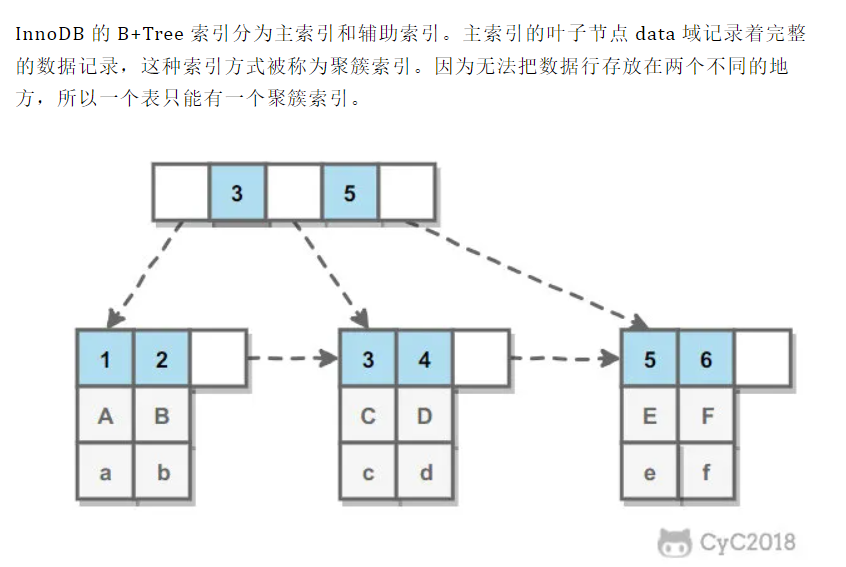 InnoDB 的 B+Tree 索引分为主索引和辅助索引。主索引的叶子节点 data 域记录着完整
的数据记录，这种索引方式被称为聚簇索引。因为无法把数据行存放在两个不同的地
方，所以一个表只能有一个聚簇索引。
3 5
1 2 3 4 5 6
A B C D E F
a b c d e f
CyC2018